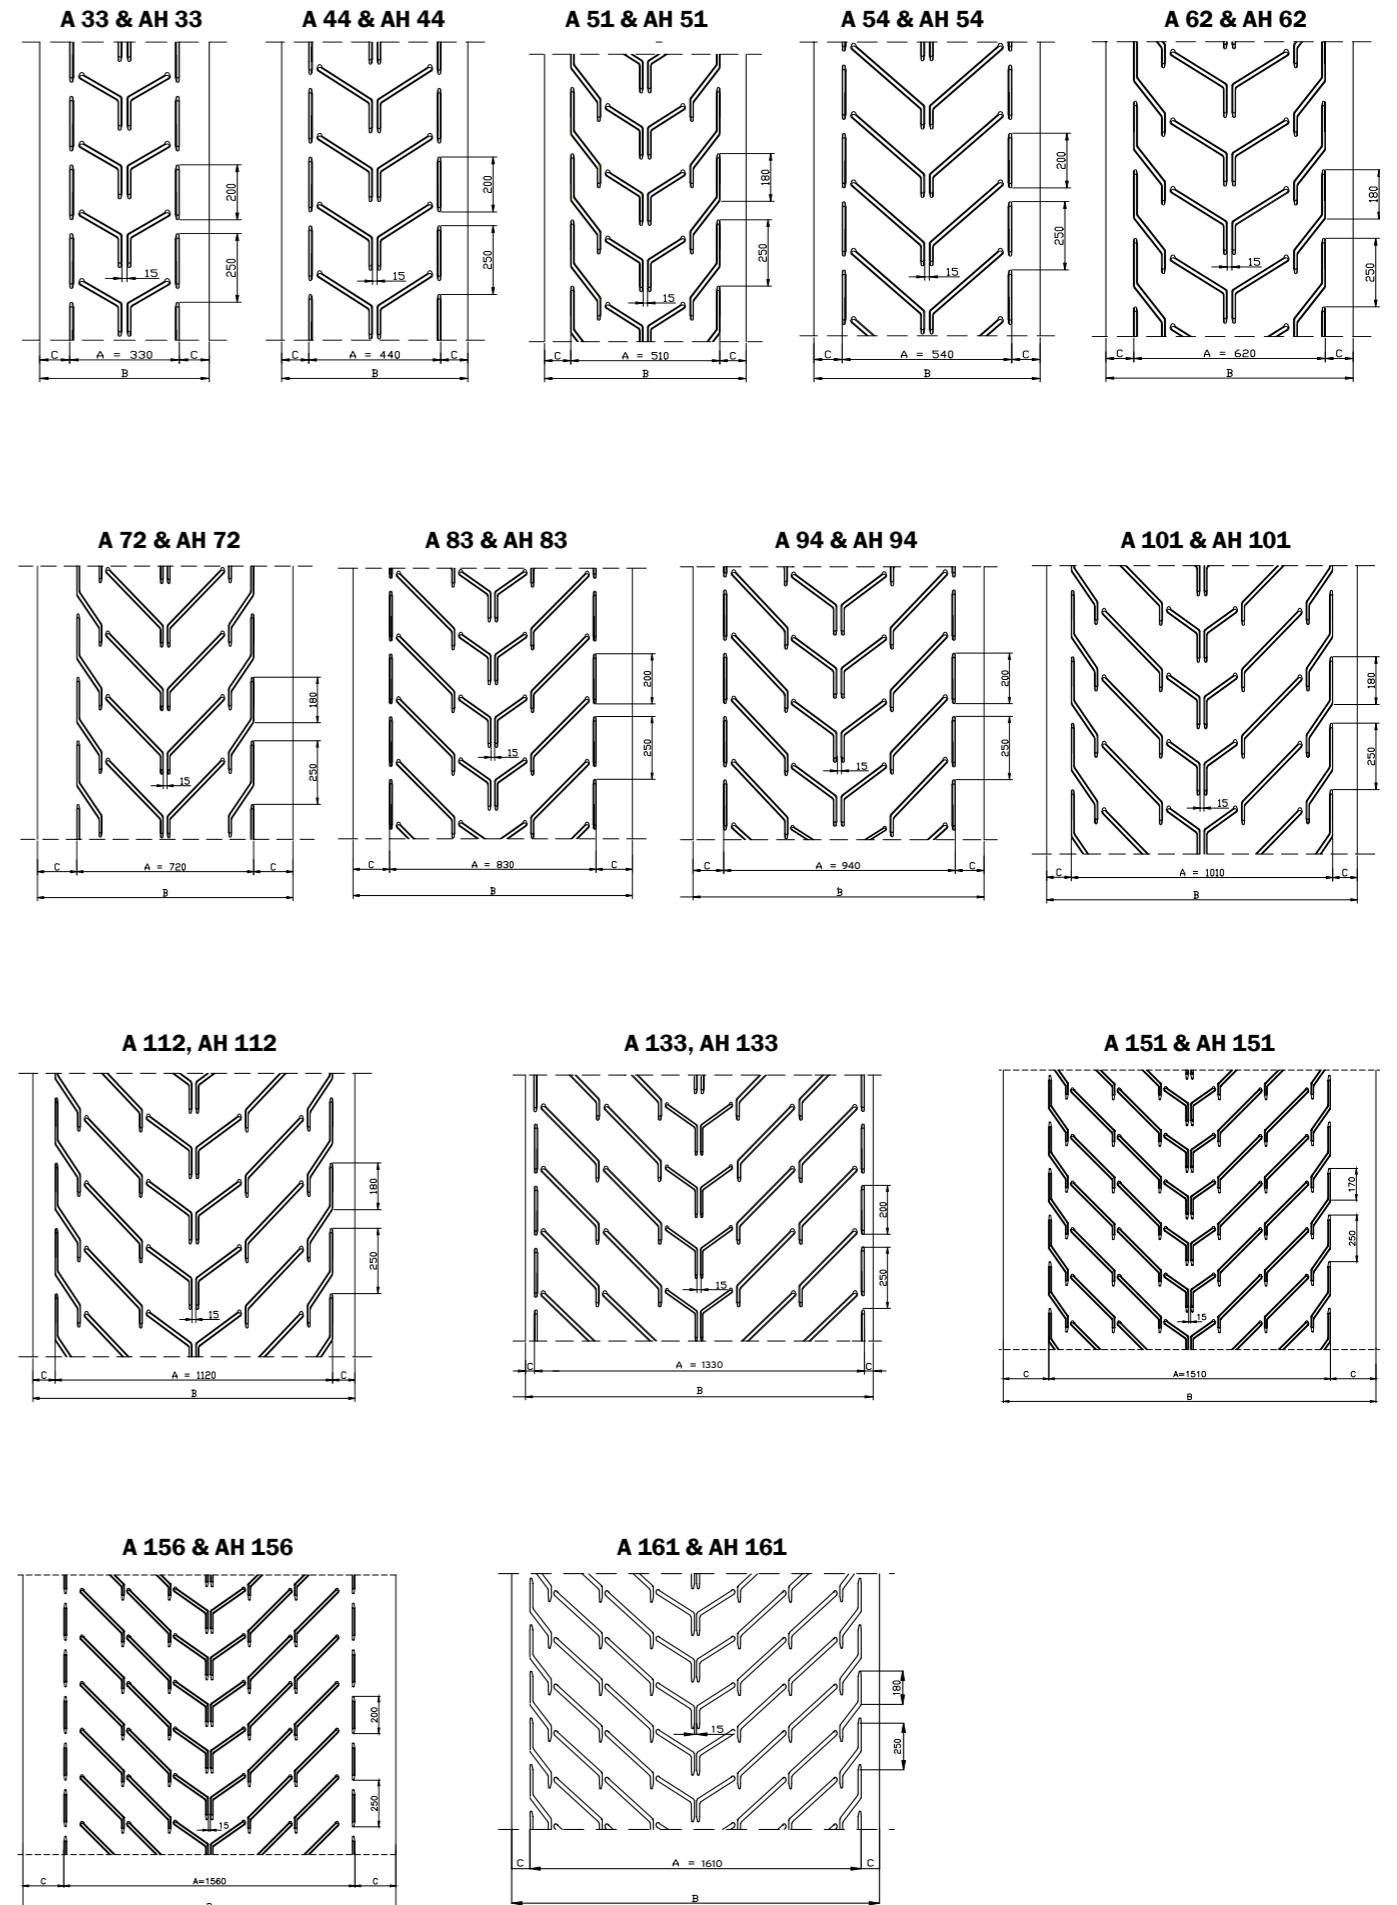 A 33 & AH 33
200
250
15
C A = 330 C
B
A 44 & AH 44
200
250
15
C A = 440 C
B
A 51 & AH 51
180
250
15
C A = 510 C
B
A 54 & AH 54
200
250
15
C A = 540 C
B
A 62 & AH 62
180
250
15
C A = 620 C
B
A 72 & AH 72
180
250
15
C A = 720 C
B
A 83 & AH 83
200
250
15
C A = 830 C
B
A 94 & AH 94
200
250
15
C A = 940 C
B
A 101 & AH 101
180
250
15
C A = 1010 C
B
A 112, AH 112
180
250
15
C A = 1120 C
B
A 133, AH 133
200
250
15
C A = 1330 C
B
A 151 & AH 151
170
250
15
C A=1510 C
B
A 156 & AH 156
200
250
15
C A=1560 C
A 161 & AH 161
180
15
250
C A = 1610 C
B